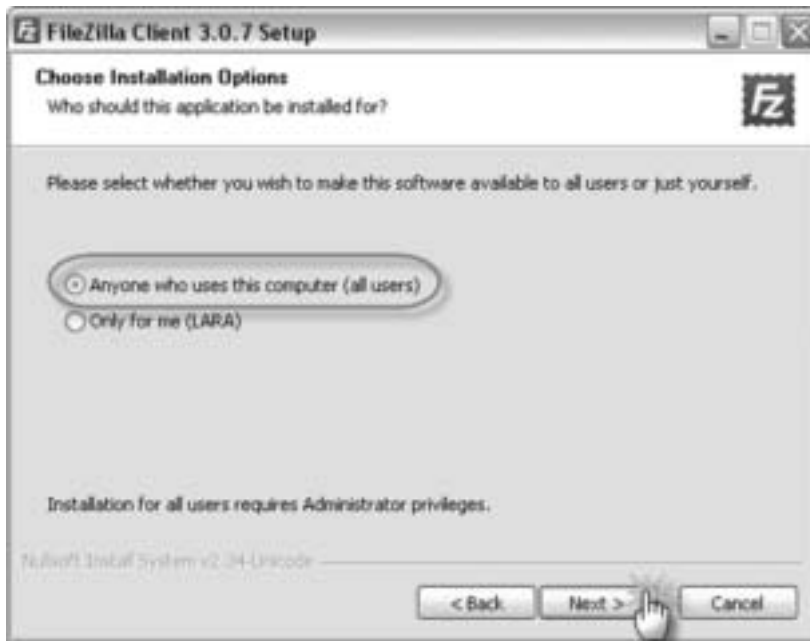 FileZilla Client 3.0.7 Setup
Choose Installation Options
Who should this application be installed for?
FZ
Please select whether you wish to make this software available to all users or just yourself.
Anyone who uses this computer (all users)
Only for me (LARA)
Installation for all users requires Administrator privileges.
Nullsoft Install System v2.34-Unicode
< Back
Next >
Cancel